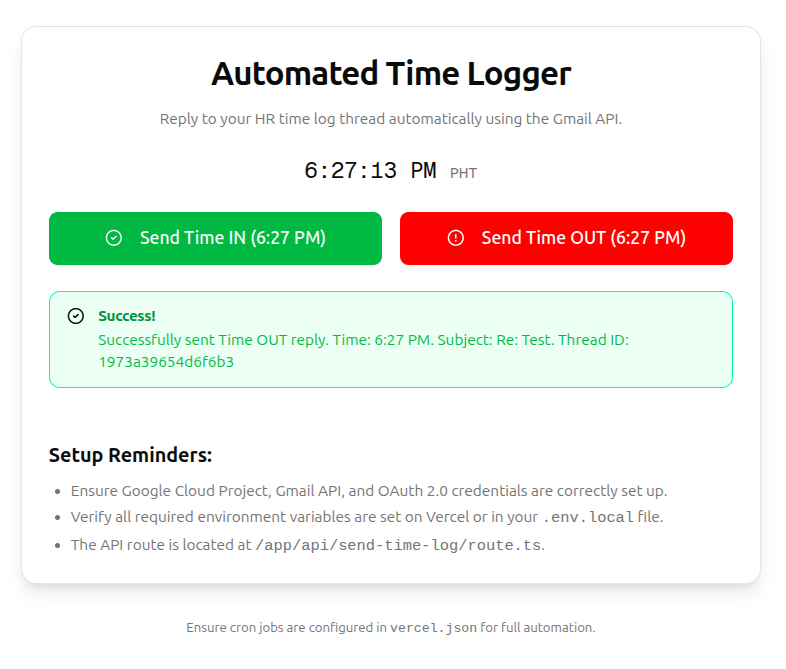 Automated Time Logger
Reply to your HR time log thread automatically using the Gmail API.
6:27:13 PM PHT
Send Time IN (6:27 PM)
Send Time OUT (6:27 PM)
Success!
Successfully sent Time OUT reply. Time: 6:27 PM. Subject: Re: Test. Thread ID:
1973a39654d6f6b3
Setup Reminders:
• Ensure Google Cloud Project, Gmail API, and OAuth 2.0 credentials are correctly set up.
• Verify all required environment variables are set on Vercel or in your .env.local file.
• The API route is located at /app/api/send-time-log/route.ts.
Ensure cron jobs are configured in vercel.json for full automation.